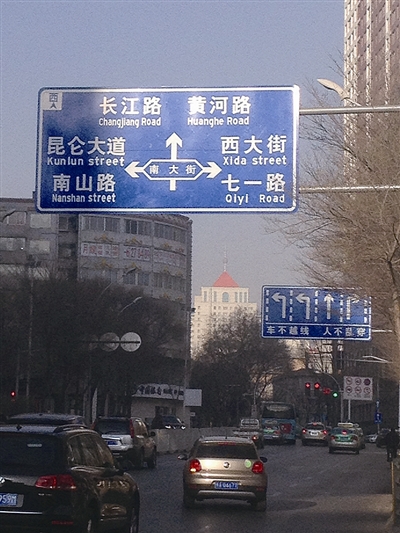 西
长江路 黄河路
Changjiang Road Huanghe Road
昆仑大道 西大街
Kunlun street Xida street
南大街
南山路 七一路
Nanshan street Qiyi Road
车不越线 人不乱穿